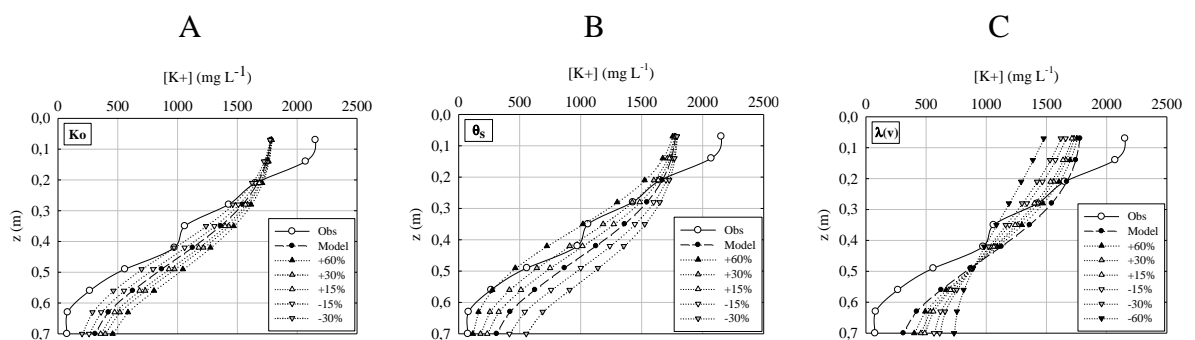 A
B
C
[K+] (mg L-1)
0 500 1000 1500 2000 2500
0,0
0,1
0,2
0,3
0,4
0,5
0,6
0,7
z (m)
Ko
Obs
Model
+60%
+30%
+15%
-15%
-30%
[K+] (mg L-1)
0 500 1000 1500 2000 2500
0,0
0,1
0,2
0,3
0,4
0,5
0,6
0,7
z (m)
θs
Obs
Model
+60%
+30%
+15%
-15%
-30%
[K+] (mg L-1)
0 500 1000 1500 2000 2500
0,0
0,1
0,2
0,3
0,4
0,5
0,6
0,7
z (m)
λ(v)
Obs
Model
+60%
+30%
+15%
-15%
-30%
-60%